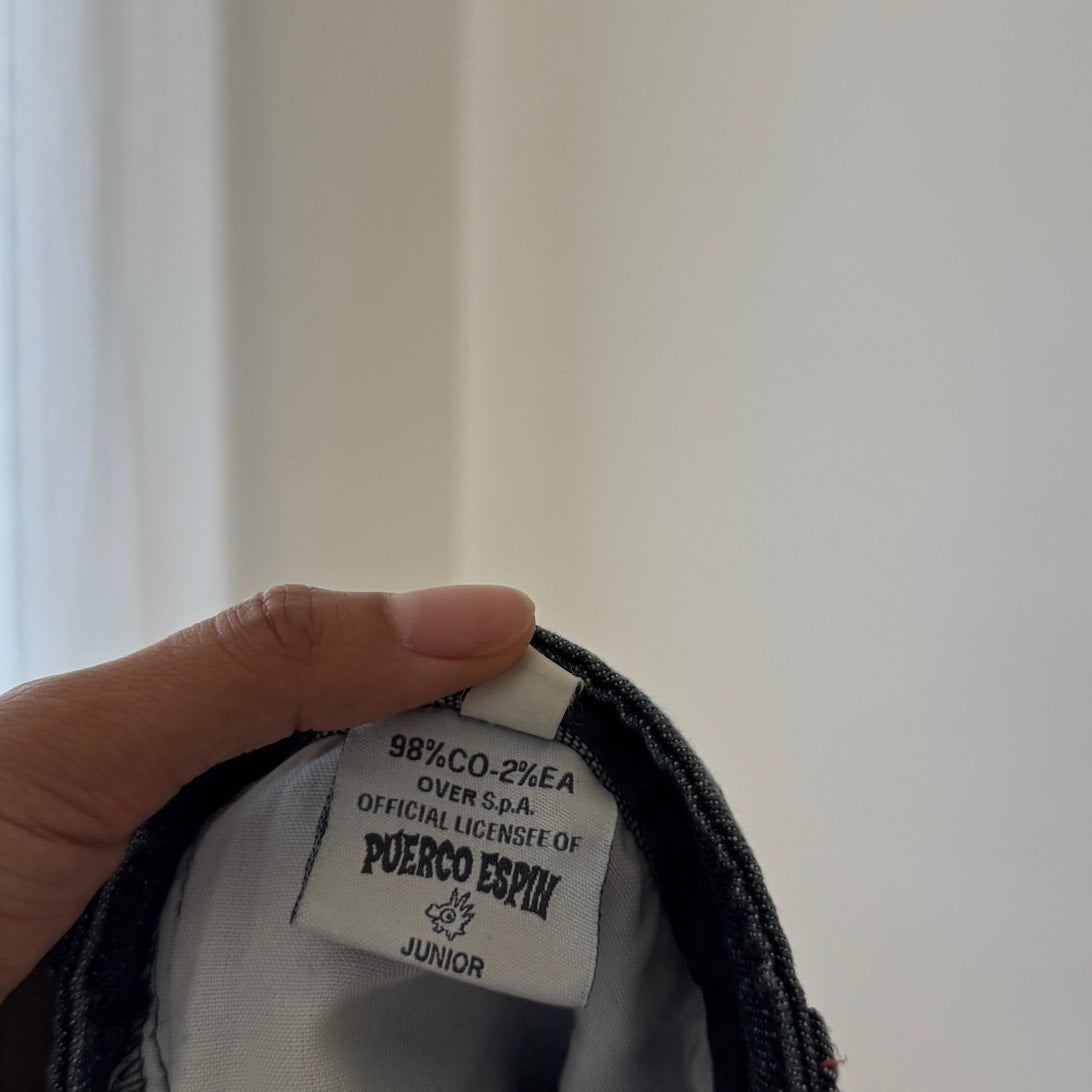 98%CO-2%EA
OVER S.p.A.
OFFICIAL LICENSEE OF
PUERCO ESPIN
JUNIOR